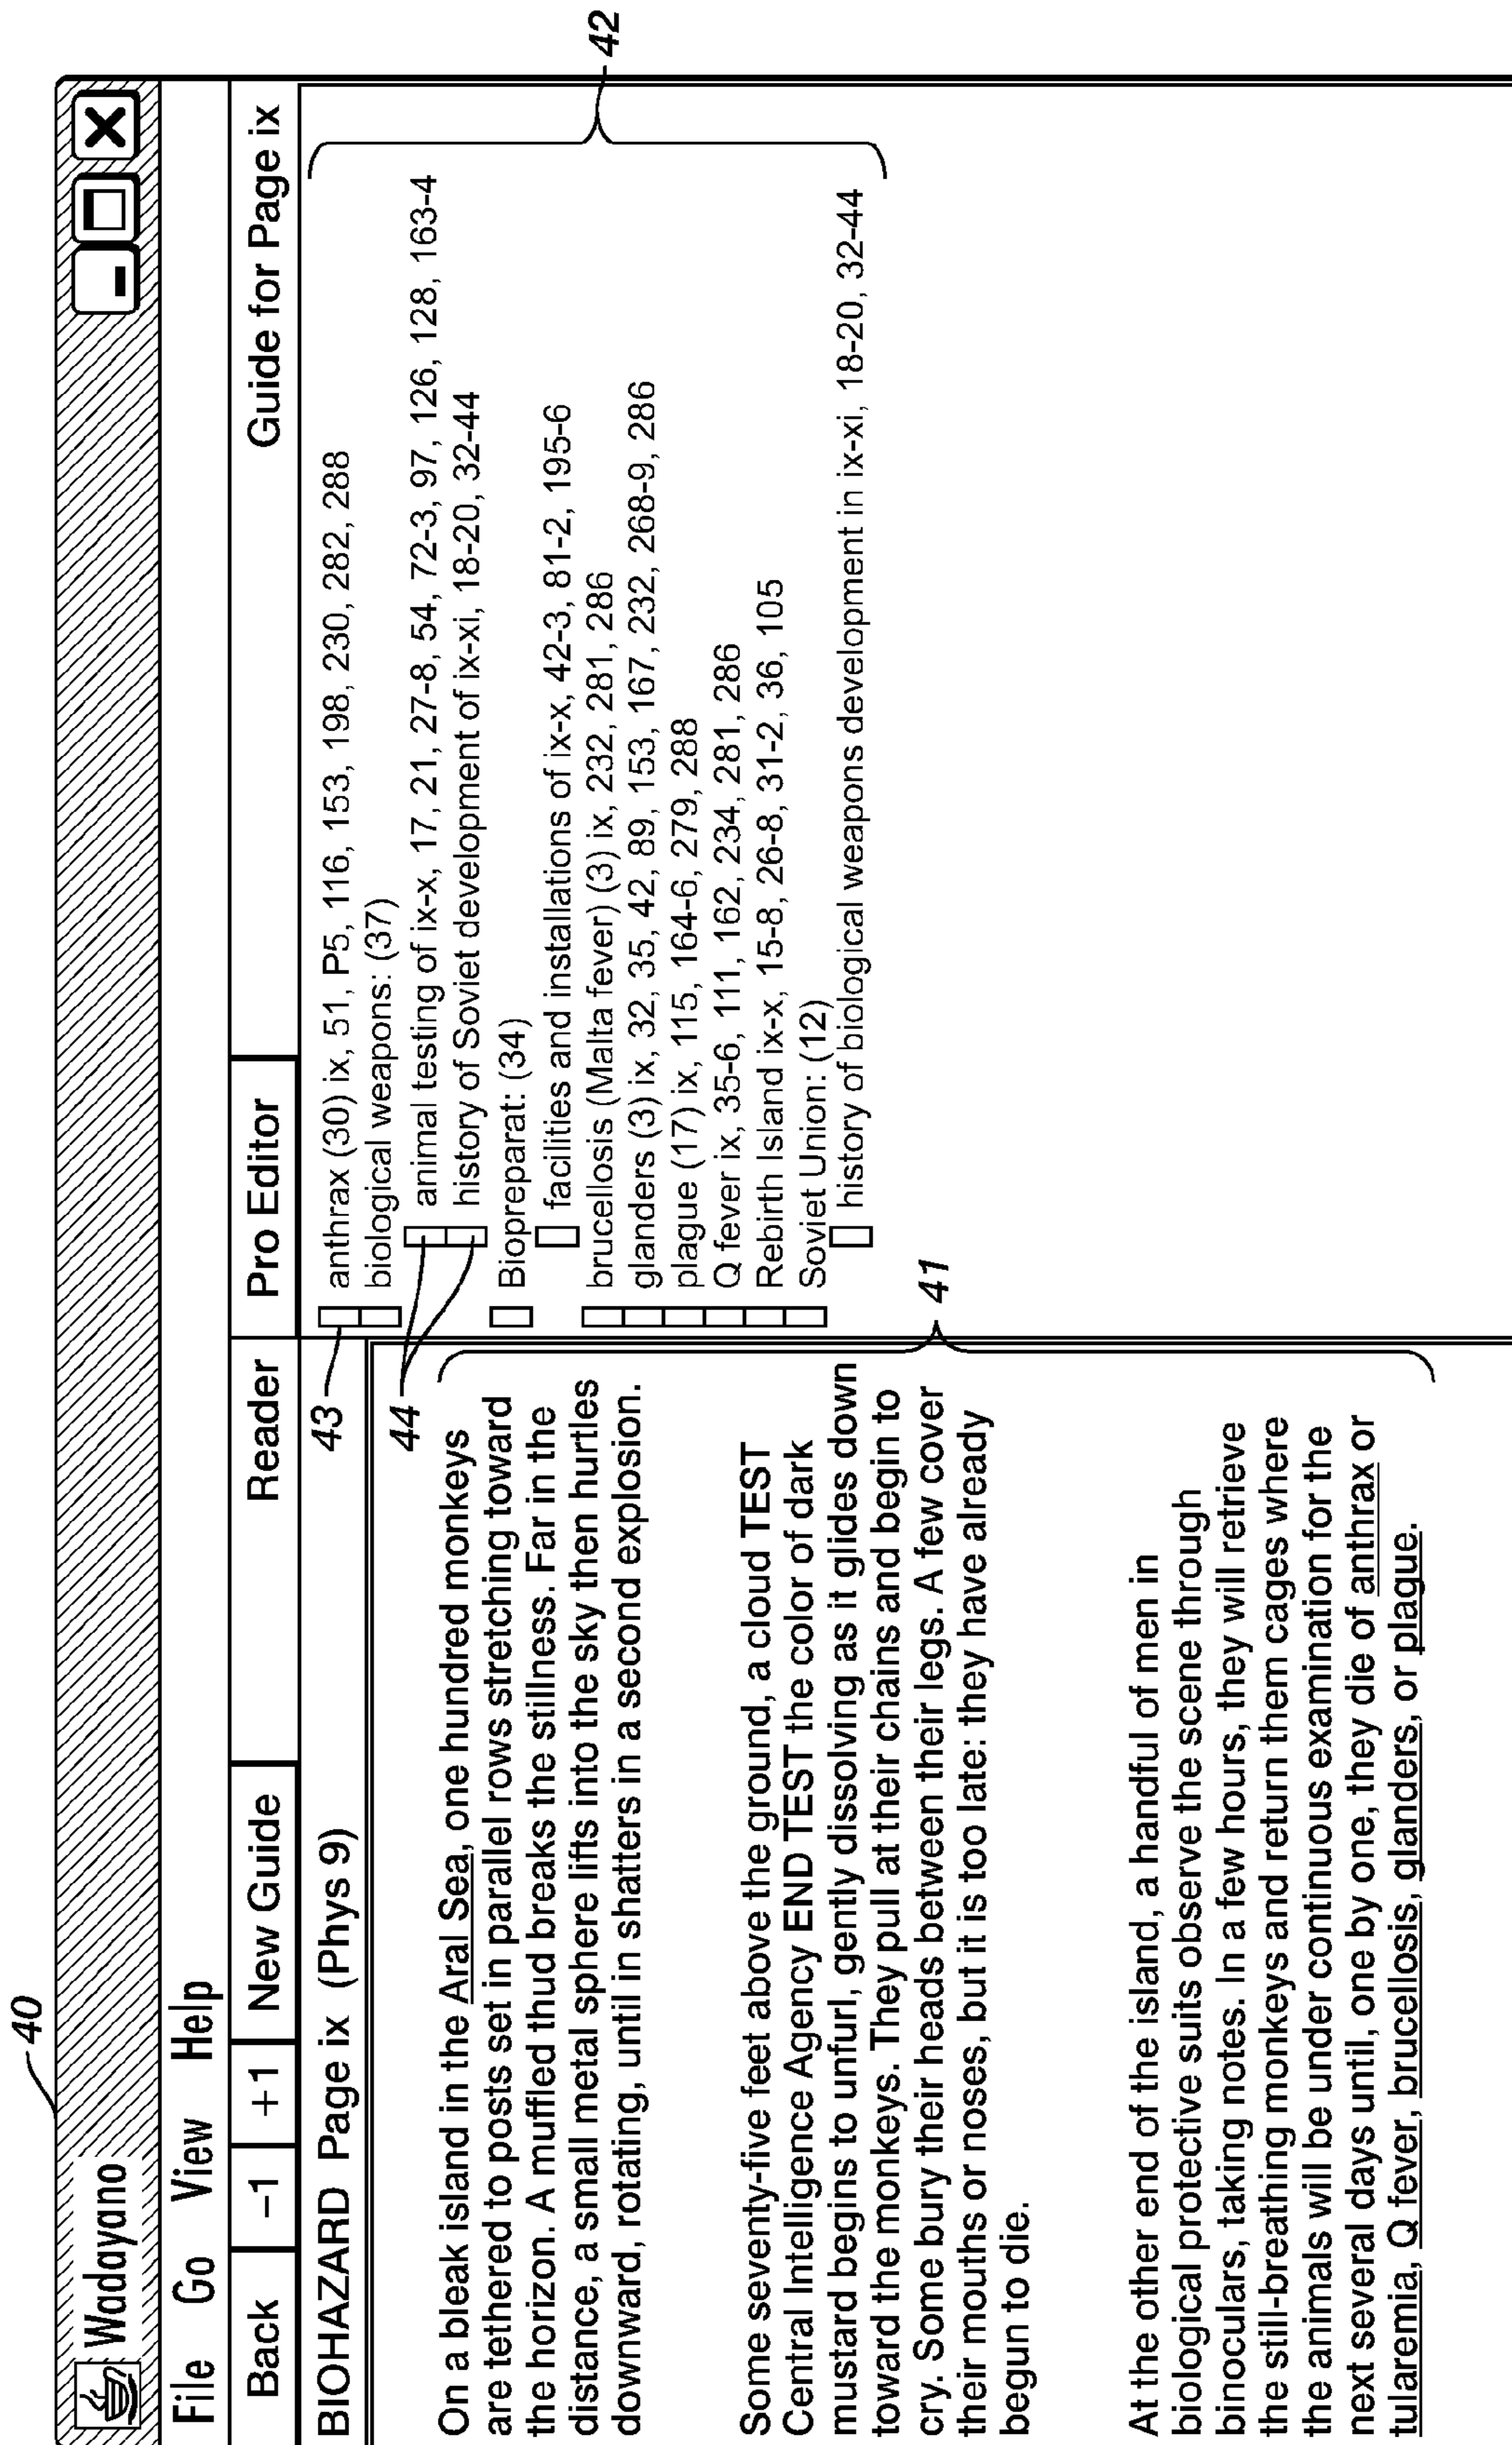 40
Wadayano
File Go View Help
Back −1 +1 New Guide Reader Pro Editor Guide for Page ix
BIOHAZARD Page ix (Phys 9)
On a bleak island in the Aral Sea, one hundred monkeys
are tethered to posts set in parallel rows stretching toward
the horizon. A muffled thud breaks the stillness. Far in the
distance, a small metal sphere lifts into the sky then hurtles
downward, rotating, until in shatters in a second explosion.
Some seventy-five feet above the ground, a cloud TEST
Central Intelligence Agency END TEST the color of dark
mustard begins to unfurl, gently dissolving as it glides down
toward the monkeys. They pull at their chains and begin to
cry. Some bury their heads between their legs. A few cover
their mouths or noses, but it is too late: they have already
begun to die.
At the other end of the island, a handful of men in
biological protective suits observe the scene through
binoculars, taking notes. In a few hours, they will retrieve
the still-breathing monkeys and return them cages where
the animals will be under continuous examination for the
next several days until, one by one, they die of anthrax or
tularemia, Q fever, brucellosis, glanders, or plague.
41
43
44
anthrax (30) ix, 51, P5, 116, 153, 198, 230, 282, 288
biological weapons: (37)
animal testing of ix-x, 17, 21, 27-8, 54, 72-3, 97, 126, 128, 163-4
history of Soviet development of ix-xi, 18-20, 32-44
Biopreparat: (34)
facilities and installations of ix-x, 42-3, 81-2, 195-6
brucellosis (Malta fever) (3) ix, 232, 281, 286
glanders (3) ix, 32, 35, 42, 89, 153, 167, 232, 268-9, 286
plague (17) ix, 115, 164-6, 279, 288
Q fever ix, 35-6, 111, 162, 234, 281, 286
Rebirth Island ix-x, 15-8, 26-8, 31-2, 36, 105
Soviet Union: (12)
history of biological weapons development in ix-xi, 18-20, 32-44
42